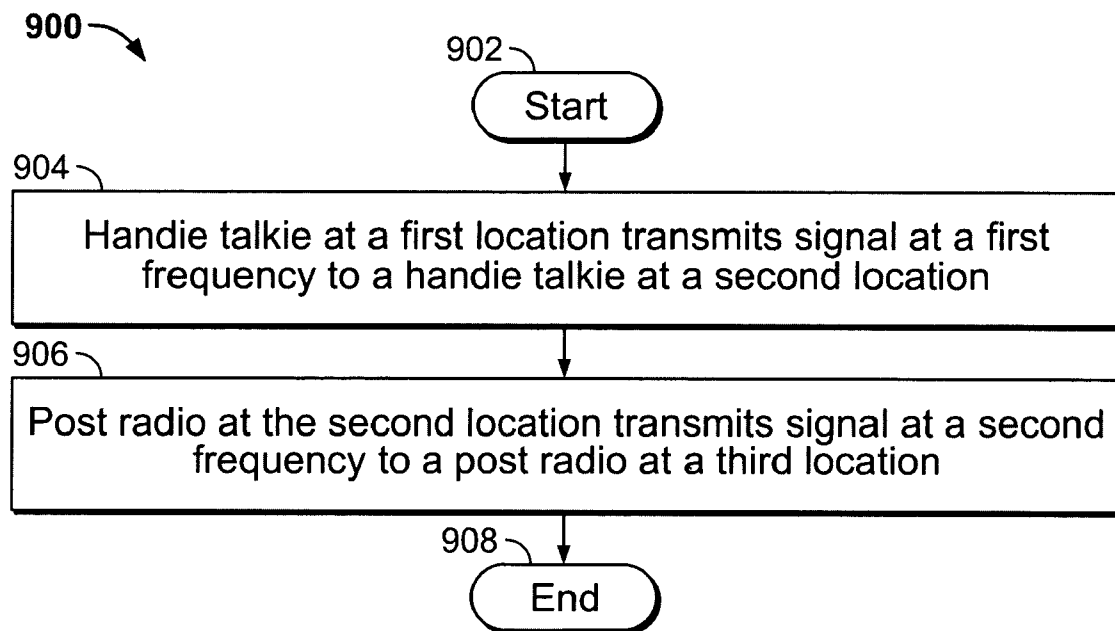 900
902
Start
904
Handie talkie at a first location transmits signal at a first
frequency to a handie talkie at a second location
906
Post radio at the second location transmits signal at a second
frequency to a post radio at a third location
908
End